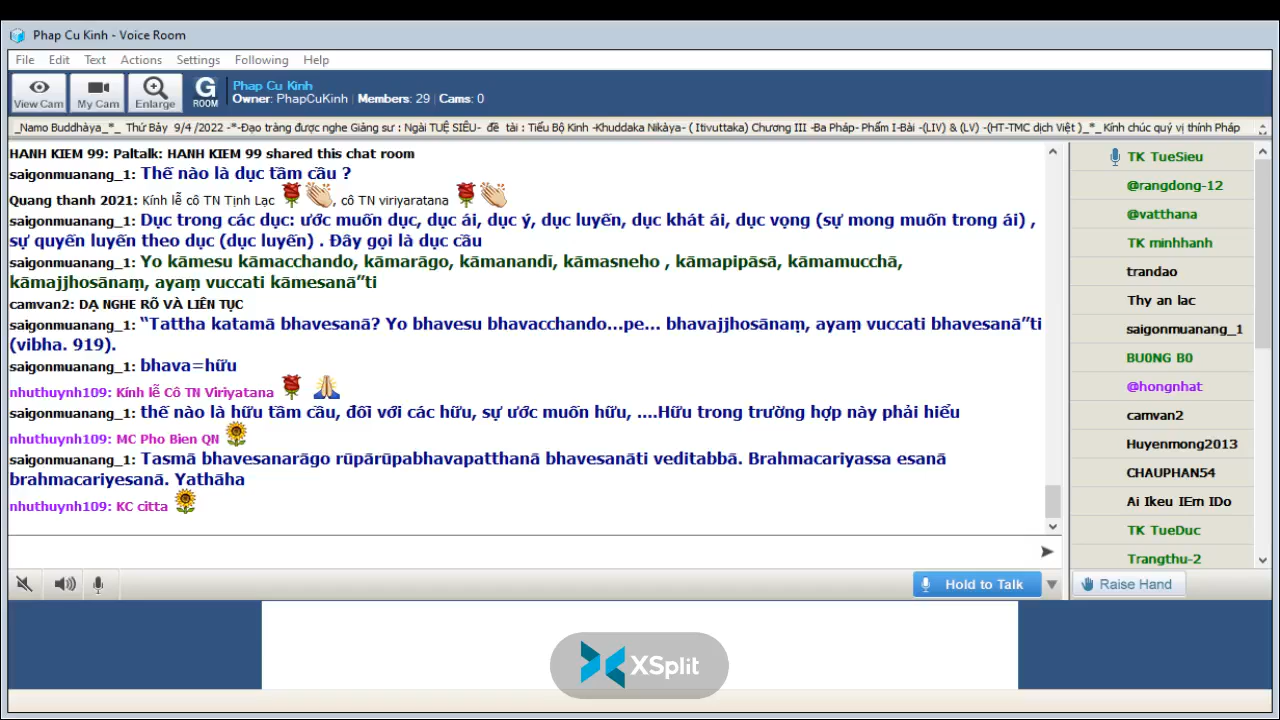 Phap Cu Kinh - Voice Room
File Edit Text Actions Settings Following Help
View Cam My Cam Enlarge G ROOM
Phap Cu Kinh
Owner: PhapCuKinh | Members: 29 | Cams: 0
_Namo Buddhàya_*_ Thứ Bảy 9/4 /2022 -*-Đạo tràng được nghe Giảng sư : Ngài TUỆ SIÊU- đề tài : Tiểu Bộ Kinh -Khuddaka Nikàya- ( Itivuttaka) Chương III -Ba Pháp- Phẩm I-Bài -(LIV) & (LV) -(HT-TMC dịch Việt )_*_ Kính chúc quý vị thính Pháp
HANH KIEM 99: Paltalk: HANH KIEM 99 shared this chat room
saigonmuanang_1: Thế nào là dục tầm cầu ?
Quang thanh 2021: Kính lễ cô TN Tịnh Lạc 🌹👏, cô TN viriyaratana 🌹👏
saigonmuanang_1: Dục trong các dục: ước muốn dục, dục ái, dục ý, dục luyến, dục khát ái, dục vọng (sự mong muốn trong ái) ,
sự quyến luyến theo dục (dục luyến) . Đây gọi là dục cầu
saigonmuanang_1: Yo kāmesu kāmacchando, kāmarāgo, kāmanandī, kāmasneho , kāmapipāsā, kāmamucchā,
kāmajjhosānaṃ, ayaṃ vuccati kāmesanā”ti
camvan2: DẠ NGHE RÕ VÀ LIÊN TỤC
saigonmuanang_1: “Tattha katamā bhavesanā? Yo bhavesu bhavacchando...pe... bhavajjhosānaṃ, ayaṃ vuccati bhavesanā”ti
(vibha. 919).
saigonmuanang_1: bhava=hữu
nhuthuynh109: Kính lễ Cô TN Viriyatana 🌹 🙏
saigonmuanang_1: thế nào là hữu tầm cầu, đối với các hữu, sự ước muốn hữu, ....Hữu trong trường hợp này phải hiểu
nhuthuynh109: MC Pho Bien QN 🌻
saigonmuanang_1: Tasmā bhavesanarāgo rūpārūpabhavapatthanā bhavesanāti veditabbā. Brahmacariyassa esanā
brahmacariyesanā. Yathāha
nhuthuynh109: KC citta 🌻
TK TueSieu
@rangdong-12
@vatthana
TK minhhanh
trandao
Thy an lac
saigonmuanang_1
BU0NG B0
@hongnhat
camvan2
Huyenmong2013
CHAUPHAN54
Ai Ikeu IEm IDo
TK TueDuc
Trangthu-2
Hold to Talk
Raise Hand
XSplit